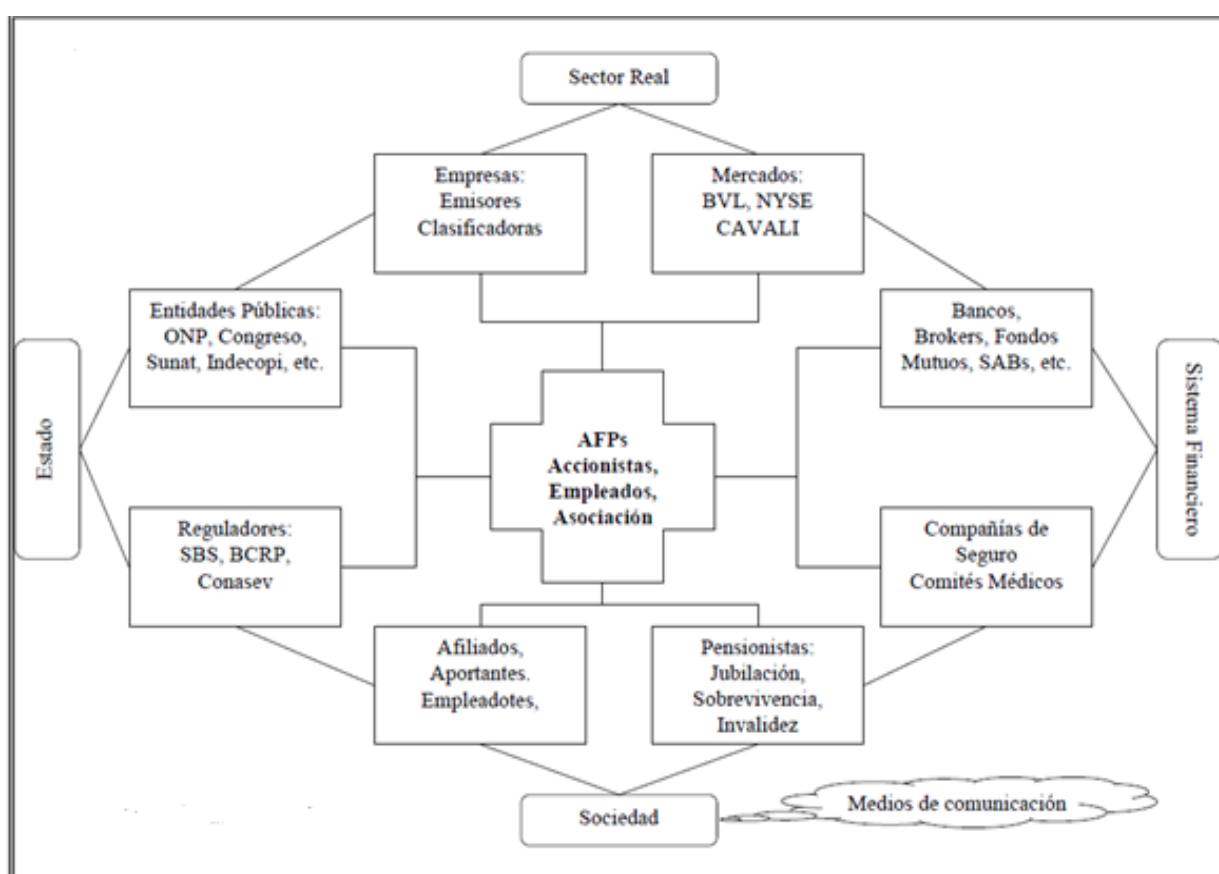 Sector Real
Empresas:
Emisores
Clasificadoras
Mercados:
BVL, NYSE
CAVALI
Entidades Públicas:
ONP, Congreso,
Sunat, Indecopi, etc.
Bancos,
Brokers, Fondos
Mutuos, SABs, etc.
Estado
AFPs
Accionistas,
Empleados,
Asociación
Sistema Financiero
Reguladores:
SBS, BCRP,
Conasev
Compañías de
Seguro
Comités Médicos
Afiliados,
Aportantes.
Empleadotes,
Pensionistas:
Jubilación,
Sobrevivencia,
Invalidez
Sociedad
Medios de comunicación